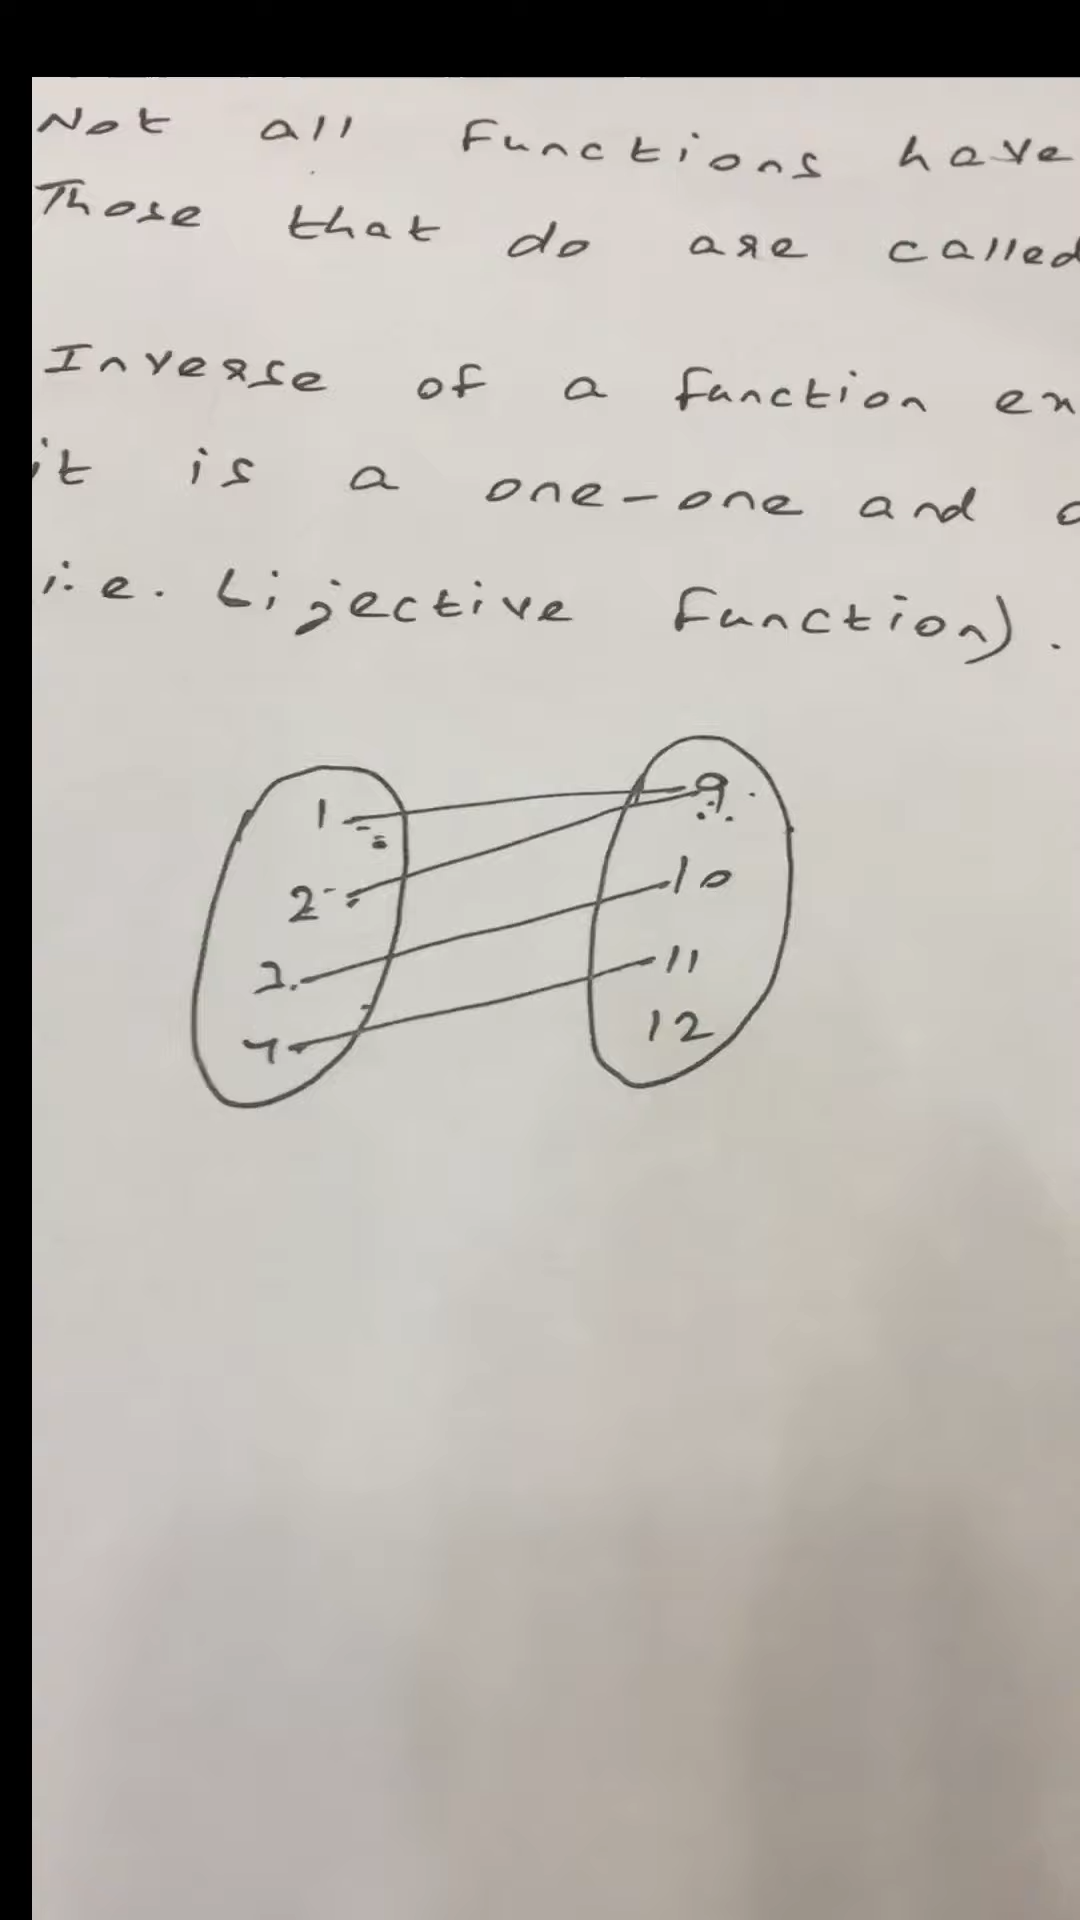 Not all functions have
Those that do are called
Inverse of a function ex
it is a one-one and o
i.e. bijective function).
1 9
2 10
3 11
4 12